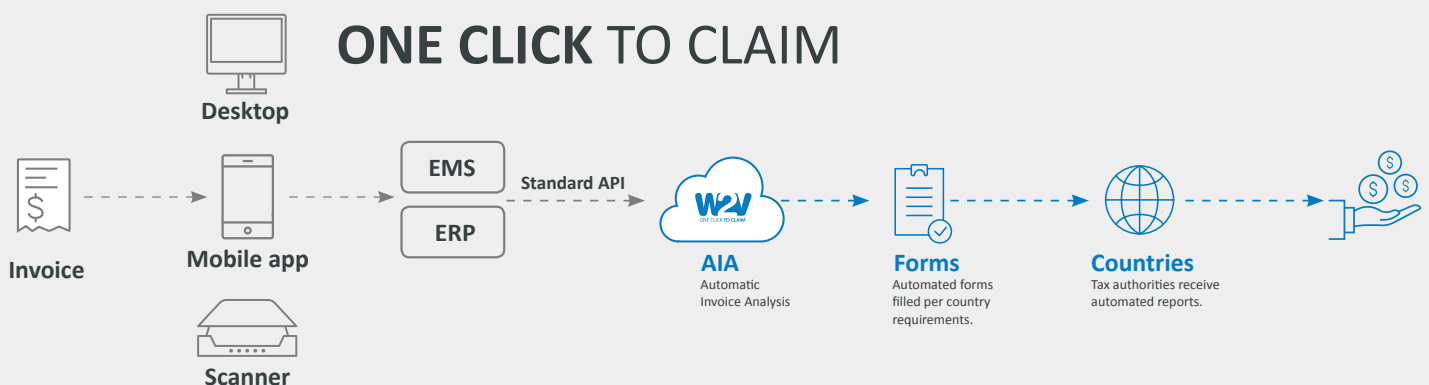 ONE CLICK TO CLAIM
Desktop
Invoice
$
Mobile app
Scanner
EMS
ERP
Standard API
W2V
ONE CLICK TO CLAIM
AIA
Automatic
Invoice Analysis
Forms
Automated forms
filled per country
requirements.
Countries
Tax authorities receive
automated reports.
$
$
$